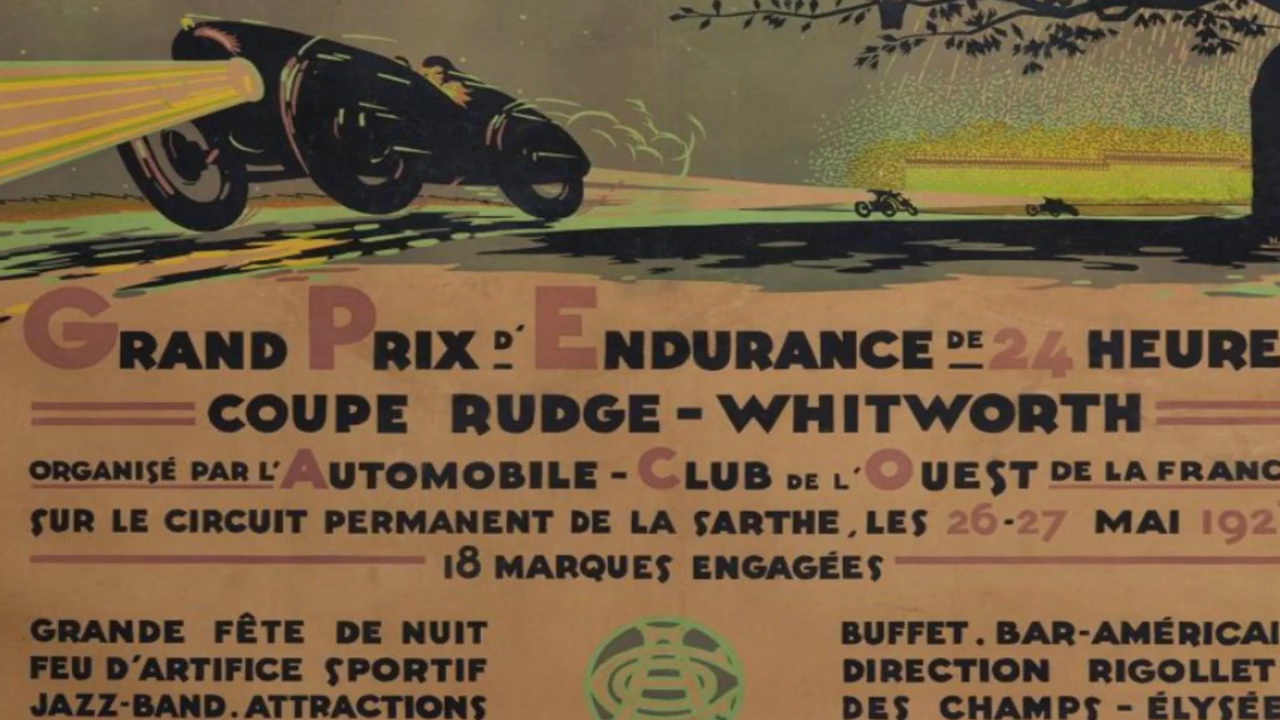 GRAND PRIX D'ENDURANCE DE 24 HEURE
COUPE RUDGE-WHITWORTH
ORGANISÉ PAR L'AUTOMOBILE-CLUB DE L'OUEST DE LA FRANC
SUR LE CIRCUIT PERMANENT DE LA SARTHE, LES 26-27 MAI 192
18 MARQUES ENGAGÉES
GRANDE FÊTE DE NUIT
FEU D'ARTIFICE SPORTIF
JAZZ-BAND. ATTRACTIONS
BUFFET. BAR-AMÉRICAI
DIRECTION RIGOLLET
DES CHAMPS-ÉLYSÉE